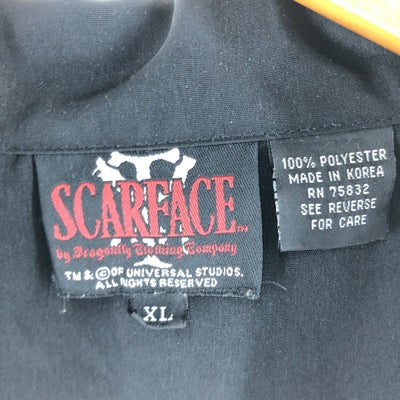 SCARFACE TM
by Dragonfly Clothing Company
TM & © OF UNIVERSAL STUDIOS.
ALL RIGHTS RESERVED
XL
100% POLYESTER
MADE IN KOREA
RN 75832
SEE REVERSE
FOR CARE